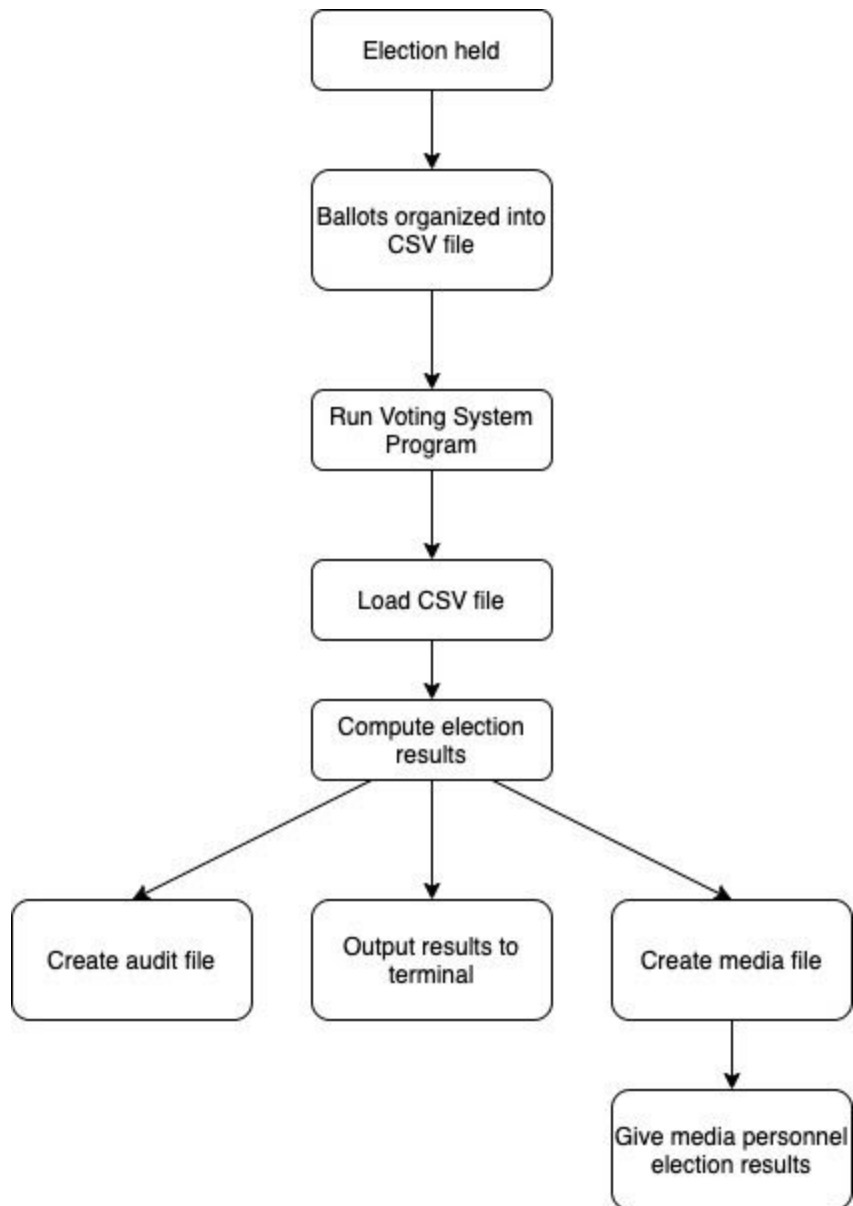 Election held
Ballots organized into
CSV file
Run Voting System
Program
Load CSV file
Compute election
results
Create audit file
Output results to
terminal
Create media file
Give media personnel
election results